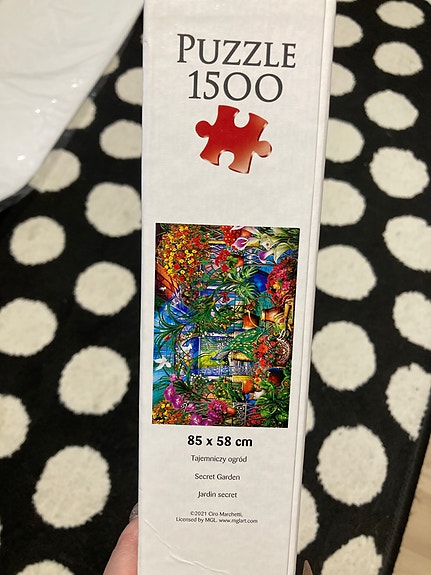 PUZZLE
1500
85 x 58 cm
Tajemniczy ogród
Secret Garden
Jardin secret
©2021 Ciro Marchetti,
Licensed by MGL. www.mglart.com